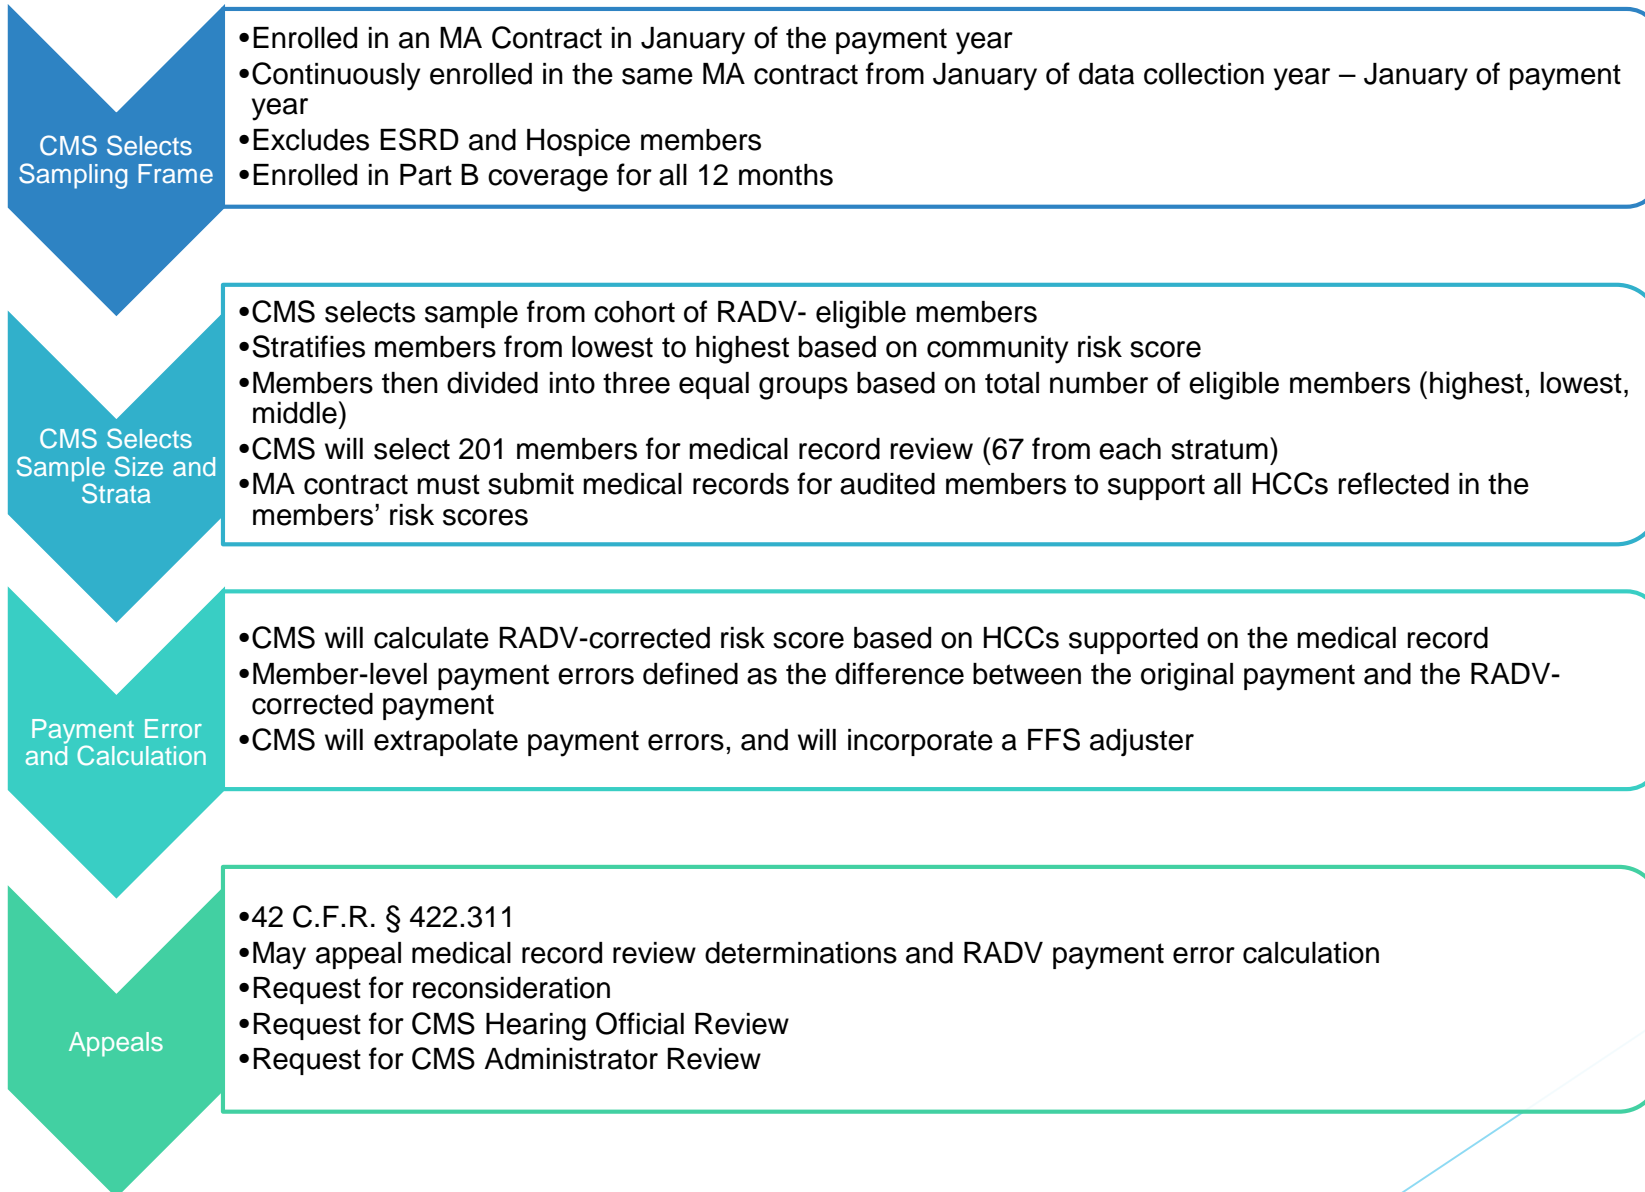 CMS Selects
Sampling Frame
•Enrolled in an MA Contract in January of the payment year
•Continuously enrolled in the same MA contract from January of data collection year – January of payment
year
•Excludes ESRD and Hospice members
•Enrolled in Part B coverage for all 12 months
CMS Selects
Sample Size and
Strata
•CMS selects sample from cohort of RADV- eligible members
•Stratifies members from lowest to highest based on community risk score
•Members then divided into three equal groups based on total number of eligible members (highest, lowest,
middle)
•CMS will select 201 members for medical record review (67 from each stratum)
•MA contract must submit medical records for audited members to support all HCCs reflected in the
members’ risk scores
Payment Error
and Calculation
•CMS will calculate RADV-corrected risk score based on HCCs supported on the medical record
•Member-level payment errors defined as the difference between the original payment and the RADV-
corrected payment
•CMS will extrapolate payment errors, and will incorporate a FFS adjuster
Appeals
•42 C.F.R. § 422.311
•May appeal medical record review determinations and RADV payment error calculation
•Request for reconsideration
•Request for CMS Hearing Official Review
•Request for CMS Administrator Review